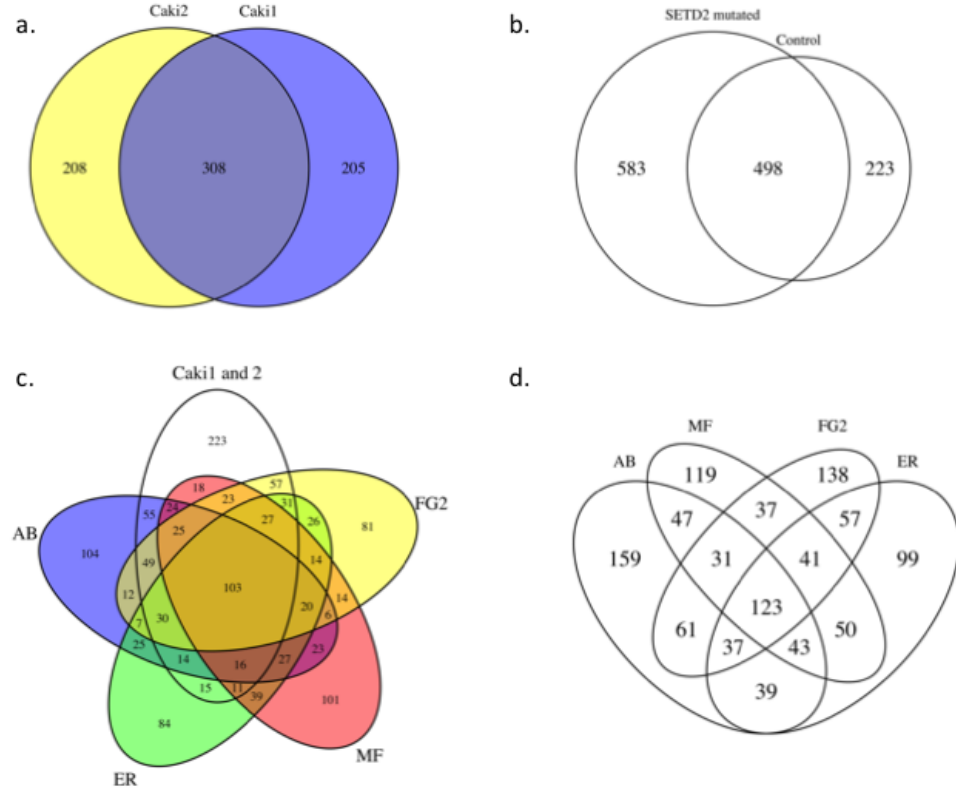 a.
Caki2 Caki1
208 308 205
b.
SETD2 mutated
Control
583 498 223
c.
Caki1 and 2
223
57
18
23
31
FG2
55
24
27
26
81
AB
25
104
49
14
103
12
14
20
6
7
30
25
23
14
16
27
15
11
39
101
84
MF
ER
d.
MF FG2
AB ER
119 138
47 37 57
159 31 41 99
123
61 37 43 50
39